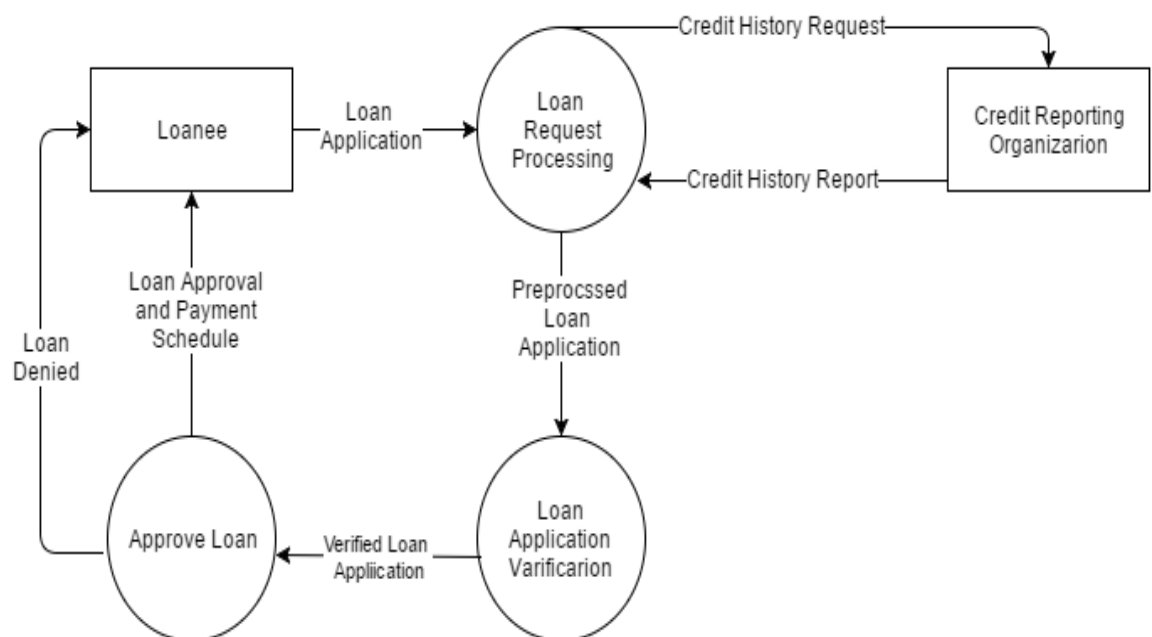 Credit History Request
Loanee
Loan
Application
Loan
Request
Processing
Credit Reporting
Organizarion
Credit History Report
Loan Approval
and Payment
Schedule
Preprocssed
Loan
Application
Loan
Denied
Approve Loan
Verified Loan
Appliication
Loan
Application
Varificarion